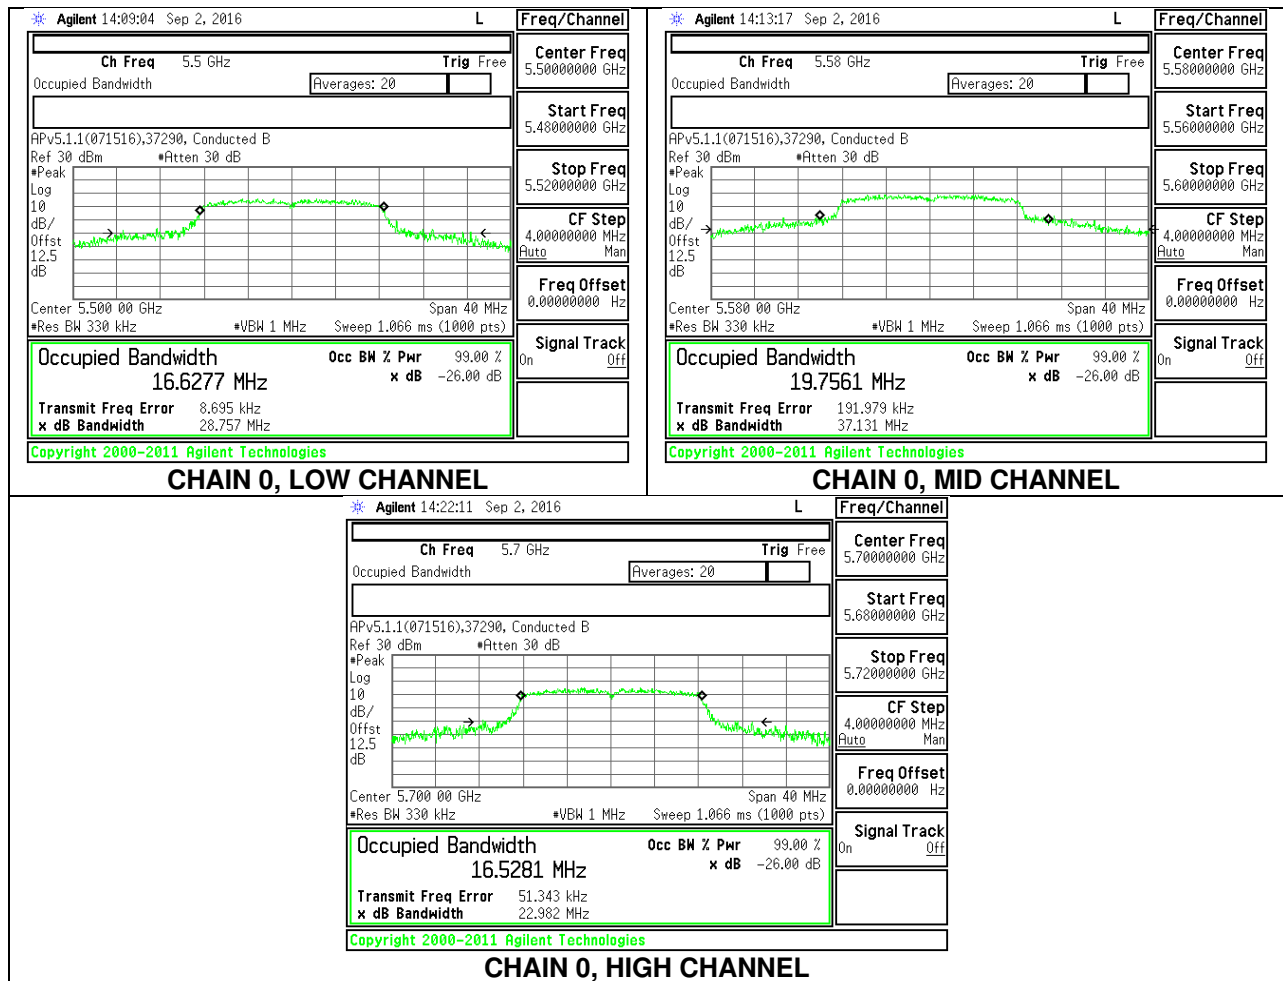 Agilent 14:09:04 Sep 2, 2016 L Freq/Channel
Ch Freq 5.5 GHz Trig Free
Occupied Bandwidth Averages: 20
Center Freq
5.50000000 GHz
Start Freq
5.48000000 GHz
Stop Freq
5.52000000 GHz
CF Step
4.00000000 MHz
Auto Man
Freq Offset
0.00000000 Hz
Signal Track
On Off
APv5.1.1(071516),37290, Conducted B
Ref 30 dBm #Atten 30 dB
#Peak
Log
10
dB/
Offst
12.5
dB
Center 5.500 00 GHz Span 40 MHz
#Res BW 330 kHz #VBW 1 MHz Sweep 1.066 ms (1000 pts)
Occupied Bandwidth Occ BW % Pwr 99.00 %
16.6277 MHz x dB -26.00 dB
Transmit Freq Error 8.695 kHz
x dB Bandwidth 28.757 MHz
Copyright 2000-2011 Agilent Technologies
CHAIN 0, LOW CHANNEL
Agilent 14:13:17 Sep 2, 2016 L Freq/Channel
Ch Freq 5.58 GHz Trig Free
Occupied Bandwidth Averages: 20
Center Freq
5.58000000 GHz
Start Freq
5.56000000 GHz
Stop Freq
5.60000000 GHz
CF Step
4.00000000 MHz
Auto Man
Freq Offset
0.00000000 Hz
Signal Track
On Off
APv5.1.1(071516),37290, Conducted B
Ref 30 dBm #Atten 30 dB
#Peak
Log
10
dB/
Offst
12.5
dB
Center 5.580 00 GHz Span 40 MHz
#Res BW 330 kHz #VBW 1 MHz Sweep 1.066 ms (1000 pts)
Occupied Bandwidth Occ BW % Pwr 99.00 %
19.7561 MHz x dB -26.00 dB
Transmit Freq Error 191.979 kHz
x dB Bandwidth 37.131 MHz
Copyright 2000-2011 Agilent Technologies
CHAIN 0, MID CHANNEL
Agilent 14:22:11 Sep 2, 2016 L Freq/Channel
Ch Freq 5.7 GHz Trig Free
Occupied Bandwidth Averages: 20
Center Freq
5.70000000 GHz
Start Freq
5.68000000 GHz
Stop Freq
5.72000000 GHz
CF Step
4.00000000 MHz
Auto Man
Freq Offset
0.00000000 Hz
Signal Track
On Off
APv5.1.1(071516),37290, Conducted B
Ref 30 dBm #Atten 30 dB
#Peak
Log
10
dB/
Offst
12.5
dB
Center 5.700 00 GHz Span 40 MHz
#Res BW 330 kHz #VBW 1 MHz Sweep 1.066 ms (1000 pts)
Occupied Bandwidth Occ BW % Pwr 99.00 %
16.5281 MHz x dB -26.00 dB
Transmit Freq Error 51.343 kHz
x dB Bandwidth 22.982 MHz
Copyright 2000-2011 Agilent Technologies
CHAIN 0, HIGH CHANNEL